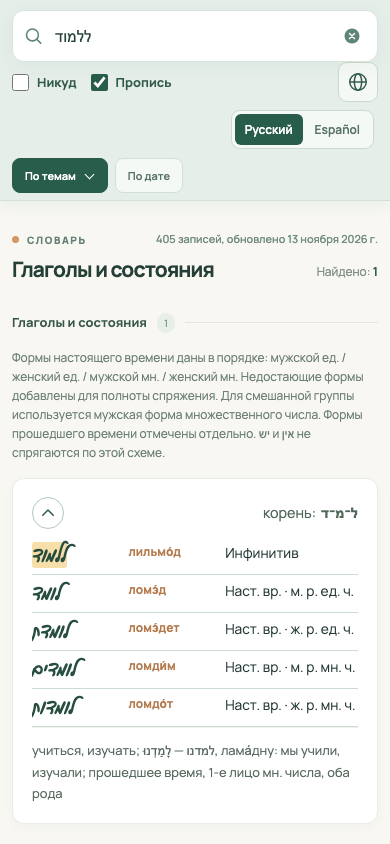 ללמוד
Никуд Пропись
Русский Español
По темам По дате
СЛОВАРЬ 405 записей, обновлено 13 ноября 2026 г.
Глаголы и состояния Найдено: 1
Глаголы и состояния 1
Формы настоящего времени даны в порядке: мужской ед. /
женский ед. / мужской мн. / женский мн. Недостающие формы
добавлены для полноты спряжения. Для смешанной группы
используется мужская форма множественного числа. Формы
прошедшего времени отмечены отдельно. יש и אין не
спрягаются по этой схеме.
корень: ל־מ־ד
ללמוד лильмо́д Инфинитив
לומד ломэ́д Наст. вр. · м. р. ед. ч.
לומדת ломэ́дет Наст. вр. · ж. р. ед. ч.
לומדים ломди́м Наст. вр. · м. р. мн. ч.
לומדות ломдо́т Наст. вр. · ж. р. мн. ч.
учиться, изучать; למדנו — לָמַדְנוּ, лама́дну: мы учили,
изучали; прошедшее время, 1-е лицо мн. числа, оба
рода